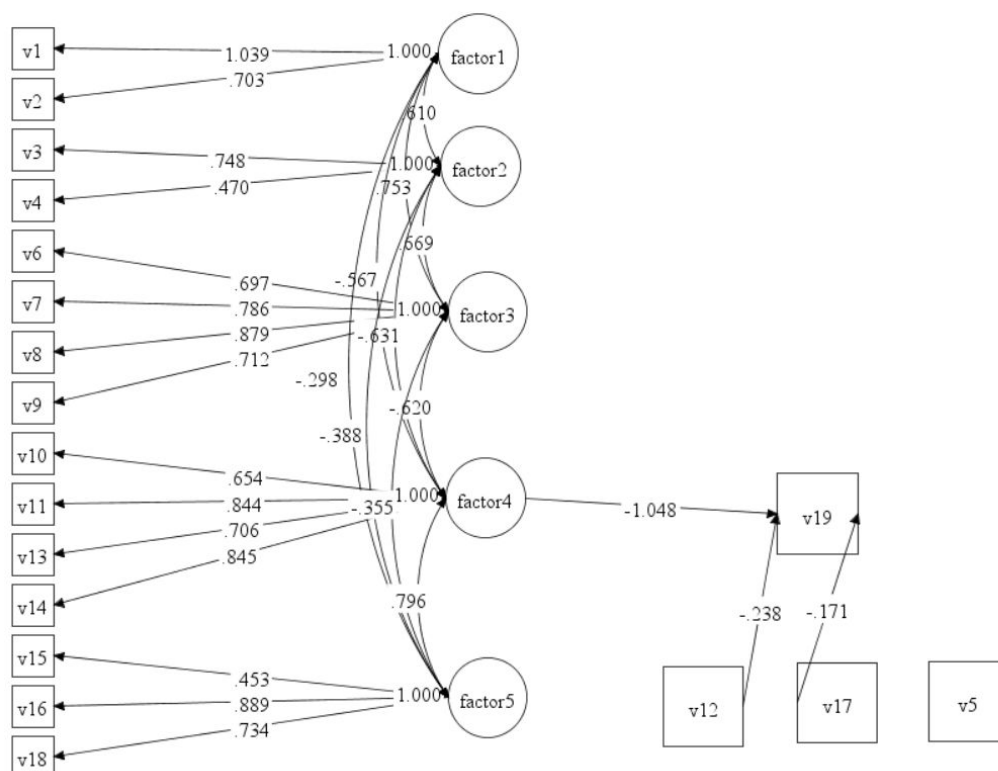 v1
1.039
1.000
factor1
v2
.703
.610
v3
.748
1.000
factor2
v4
.470
.753
v6
.669
.697
-.567
v7
.786
1.000
factor3
v8
.879
-.631
v9
.712
-.298
-.620
-.388
v10
.654
v11
.844
-.355
1.000
factor4
-1.048
v19
v13
.706
.845
v14
.796
-.238
-.171
v15
.453
v16
.889
1.000
factor5
v12
v17
v5
v18
.734